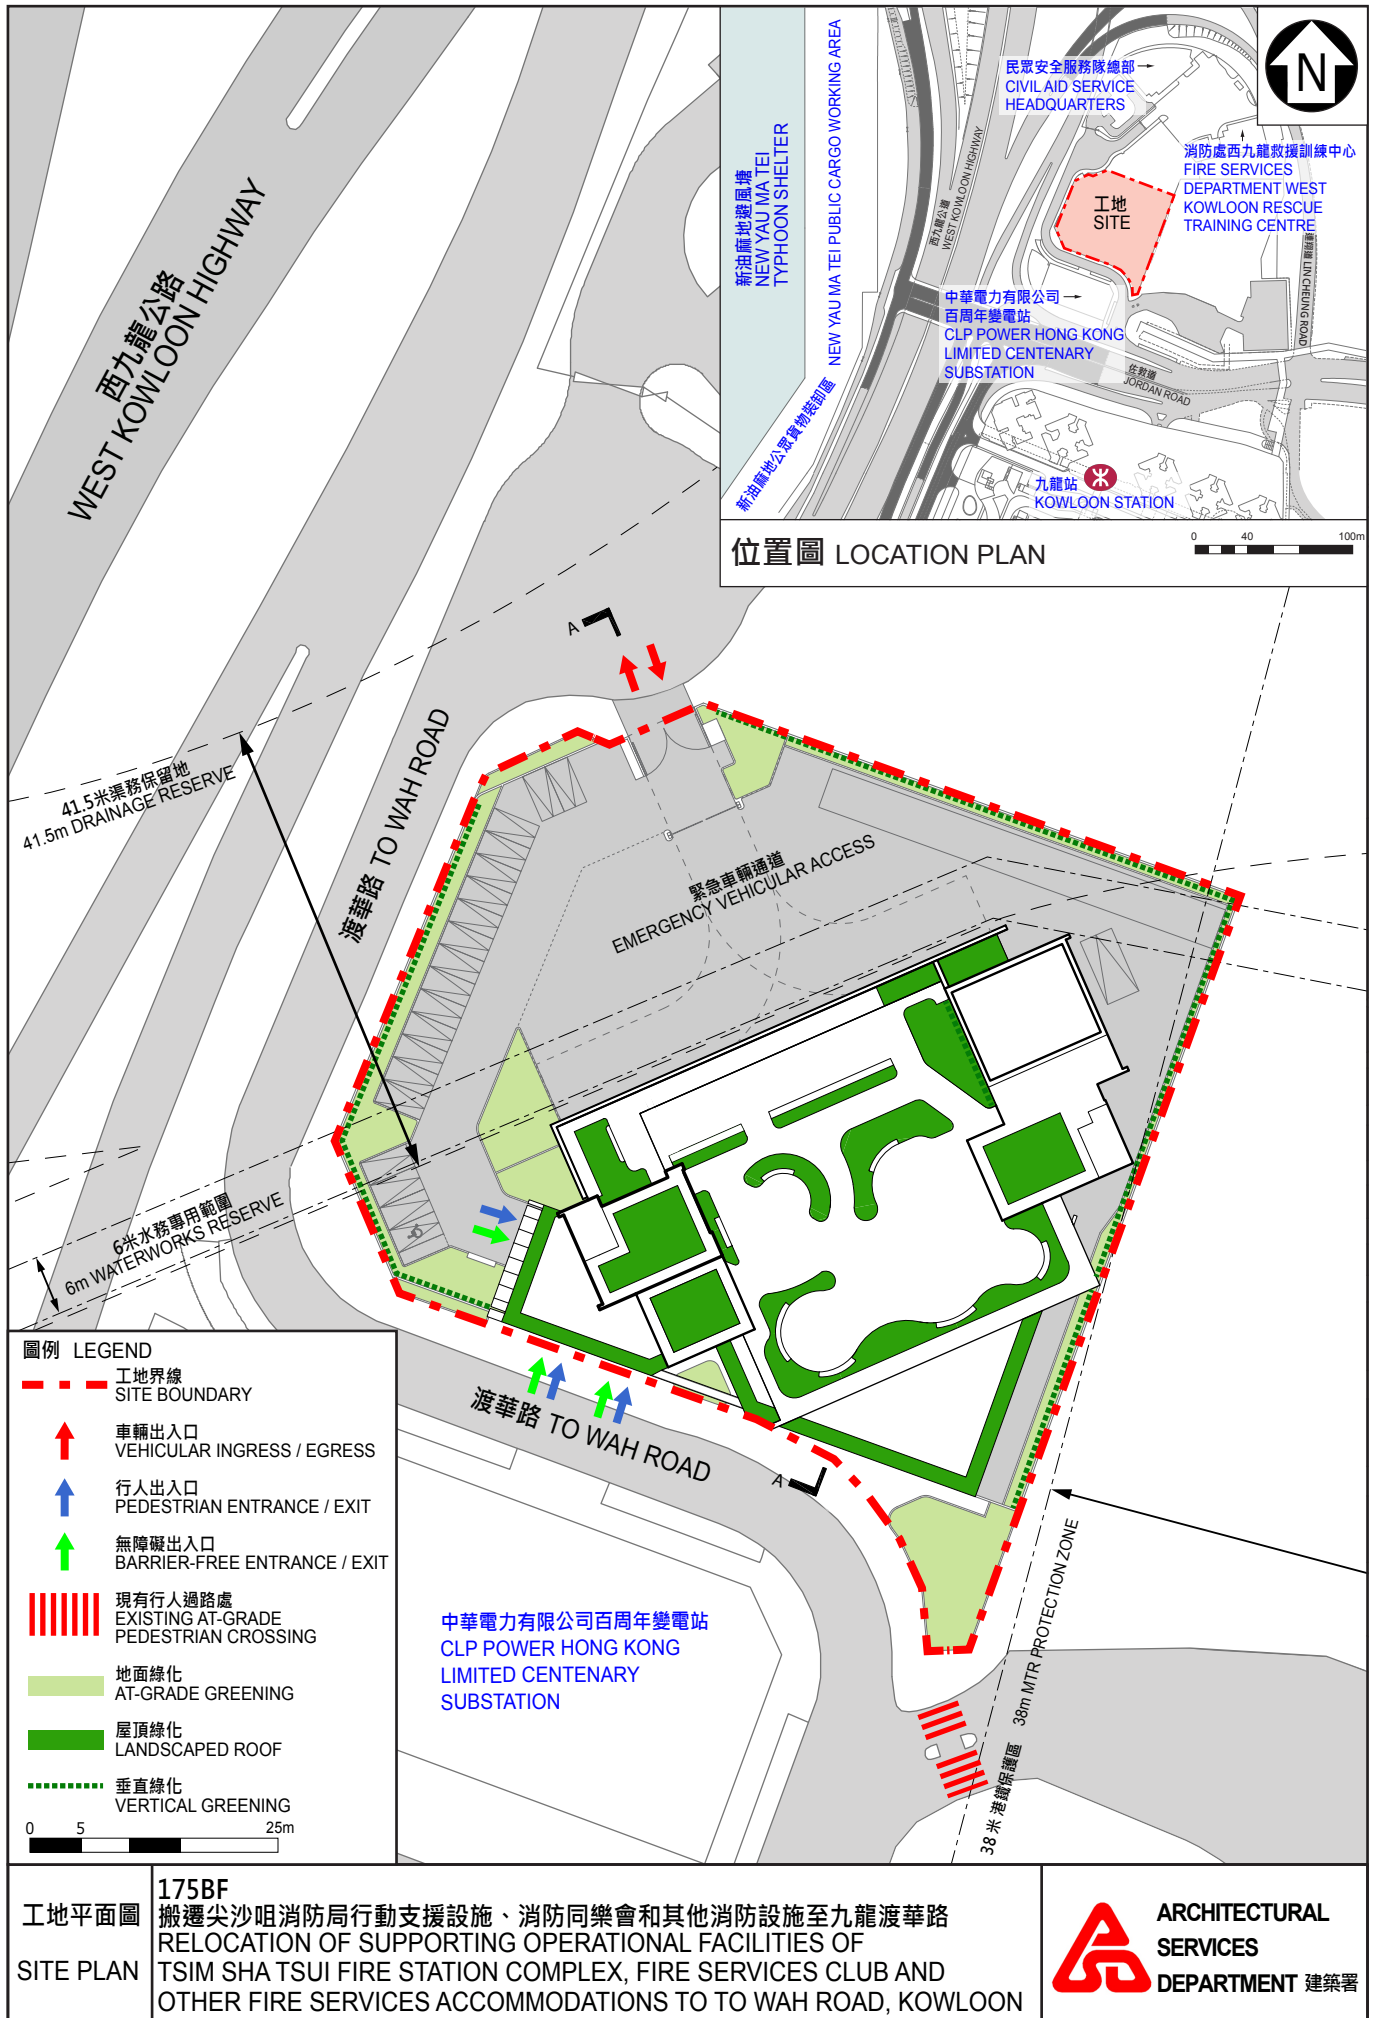 N
民眾安全服務隊總部
CIVIL AID SERVICE
HEADQUARTERS
消防處西九龍救援訓練中心
FIRE SERVICES
DEPARTMENT WEST
KOWLOON RESCUE
TRAINING CENTRE
工地
SITE
新油麻地避風塘
NEW YAU MA TEI
TYPHOON SHELTER
新油麻地公眾貨物裝卸區
NEW YAU MA TEI PUBLIC CARGO WORKING AREA
西九龍公道
WEST KOWLOON HIGHWAY
中華電力有限公司
百周年變電站
CLP POWER HONG KONG
LIMITED CENTENARY
SUBSTATION
連翔道 LIN CHEUNG ROAD
佐敦道
JORDAN ROAD
九龍站
KOWLOON STATION
位置圖 LOCATION PLAN
0 40 100m
西九龍公路
WEST KOWLOON HIGHWAY
A
渡華路 TO WAH ROAD
41.5米渠務保留地
41.5m DRAINAGE RESERVE
緊急車輛通道
EMERGENCY VEHICULAR ACCESS
6米水務專用範圍
6m WATERWORKS RESERVE
渡華路 TO WAH ROAD
A
38米港鐵保護區 38m MTR PROTECTION ZONE
中華電力有限公司百周年變電站
CLP POWER HONG KONG
LIMITED CENTENARY
SUBSTATION
圖例 LEGEND
工地界線
SITE BOUNDARY
車輛出入口
VEHICULAR INGRESS / EGRESS
行人出入口
PEDESTRIAN ENTRANCE / EXIT
無障礙出入口
BARRIER-FREE ENTRANCE / EXIT
現有行人過路處
EXISTING AT-GRADE
PEDESTRIAN CROSSING
地面綠化
AT-GRADE GREENING
屋頂綠化
LANDSCAPED ROOF
垂直綠化
VERTICAL GREENING
0 5 25m
工地平面圖
SITE PLAN
175BF
搬遷尖沙咀消防局行動支援設施、消防同樂會和其他消防設施至九龍渡華路
RELOCATION OF SUPPORTING OPERATIONAL FACILITIES OF
TSIM SHA TSUI FIRE STATION COMPLEX, FIRE SERVICES CLUB AND
OTHER FIRE SERVICES ACCOMMODATIONS TO TO WAH ROAD, KOWLOON
ARCHITECTURAL
SERVICES
DEPARTMENT 建築署